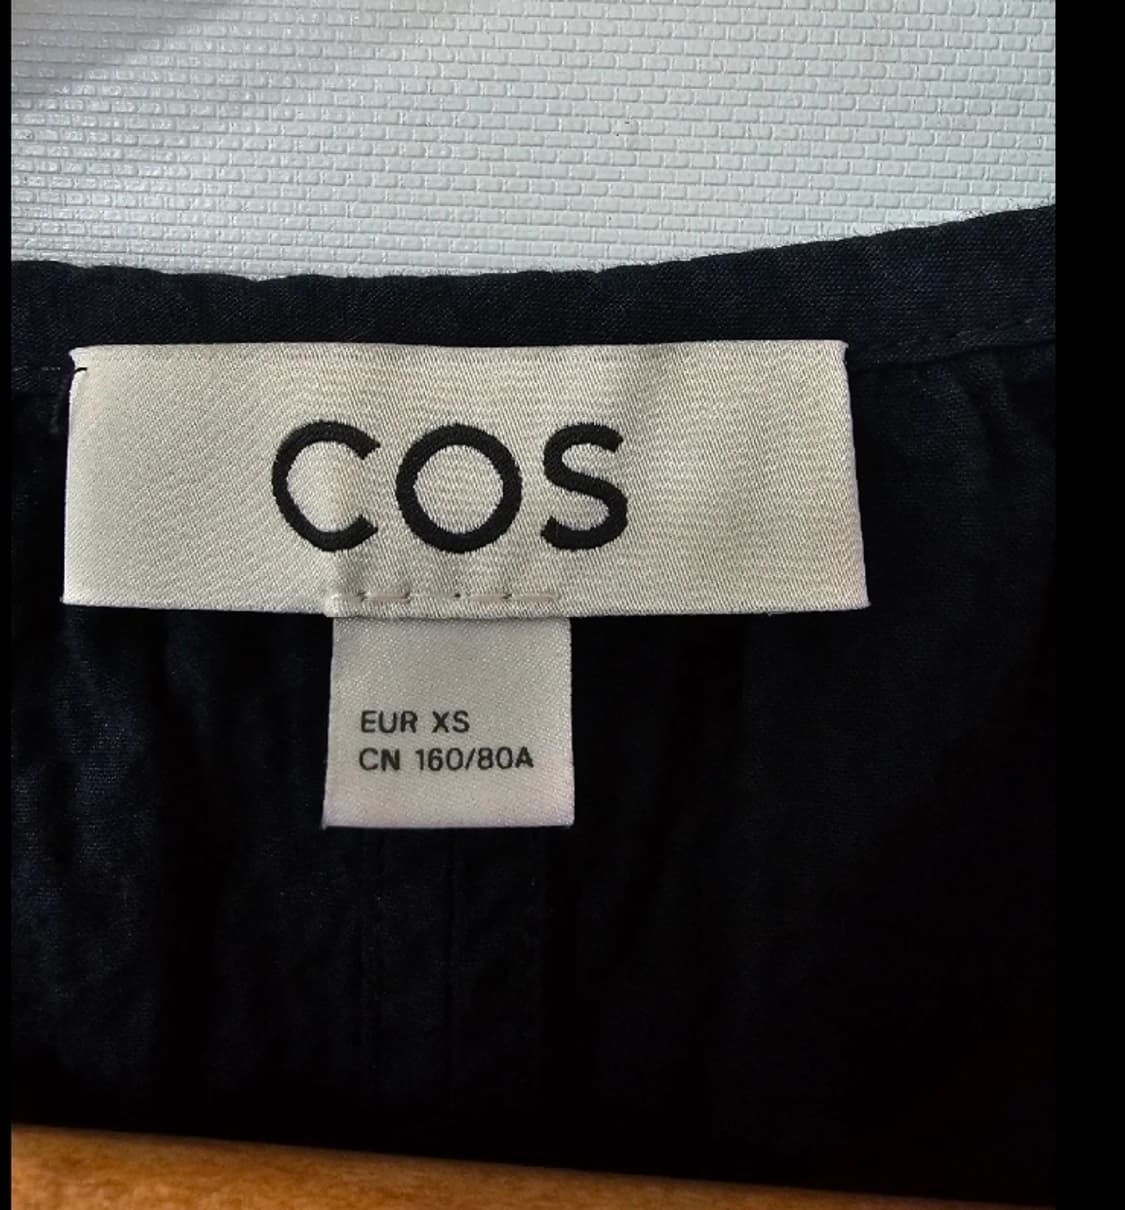 COS
EUR XS
CN 160/80A